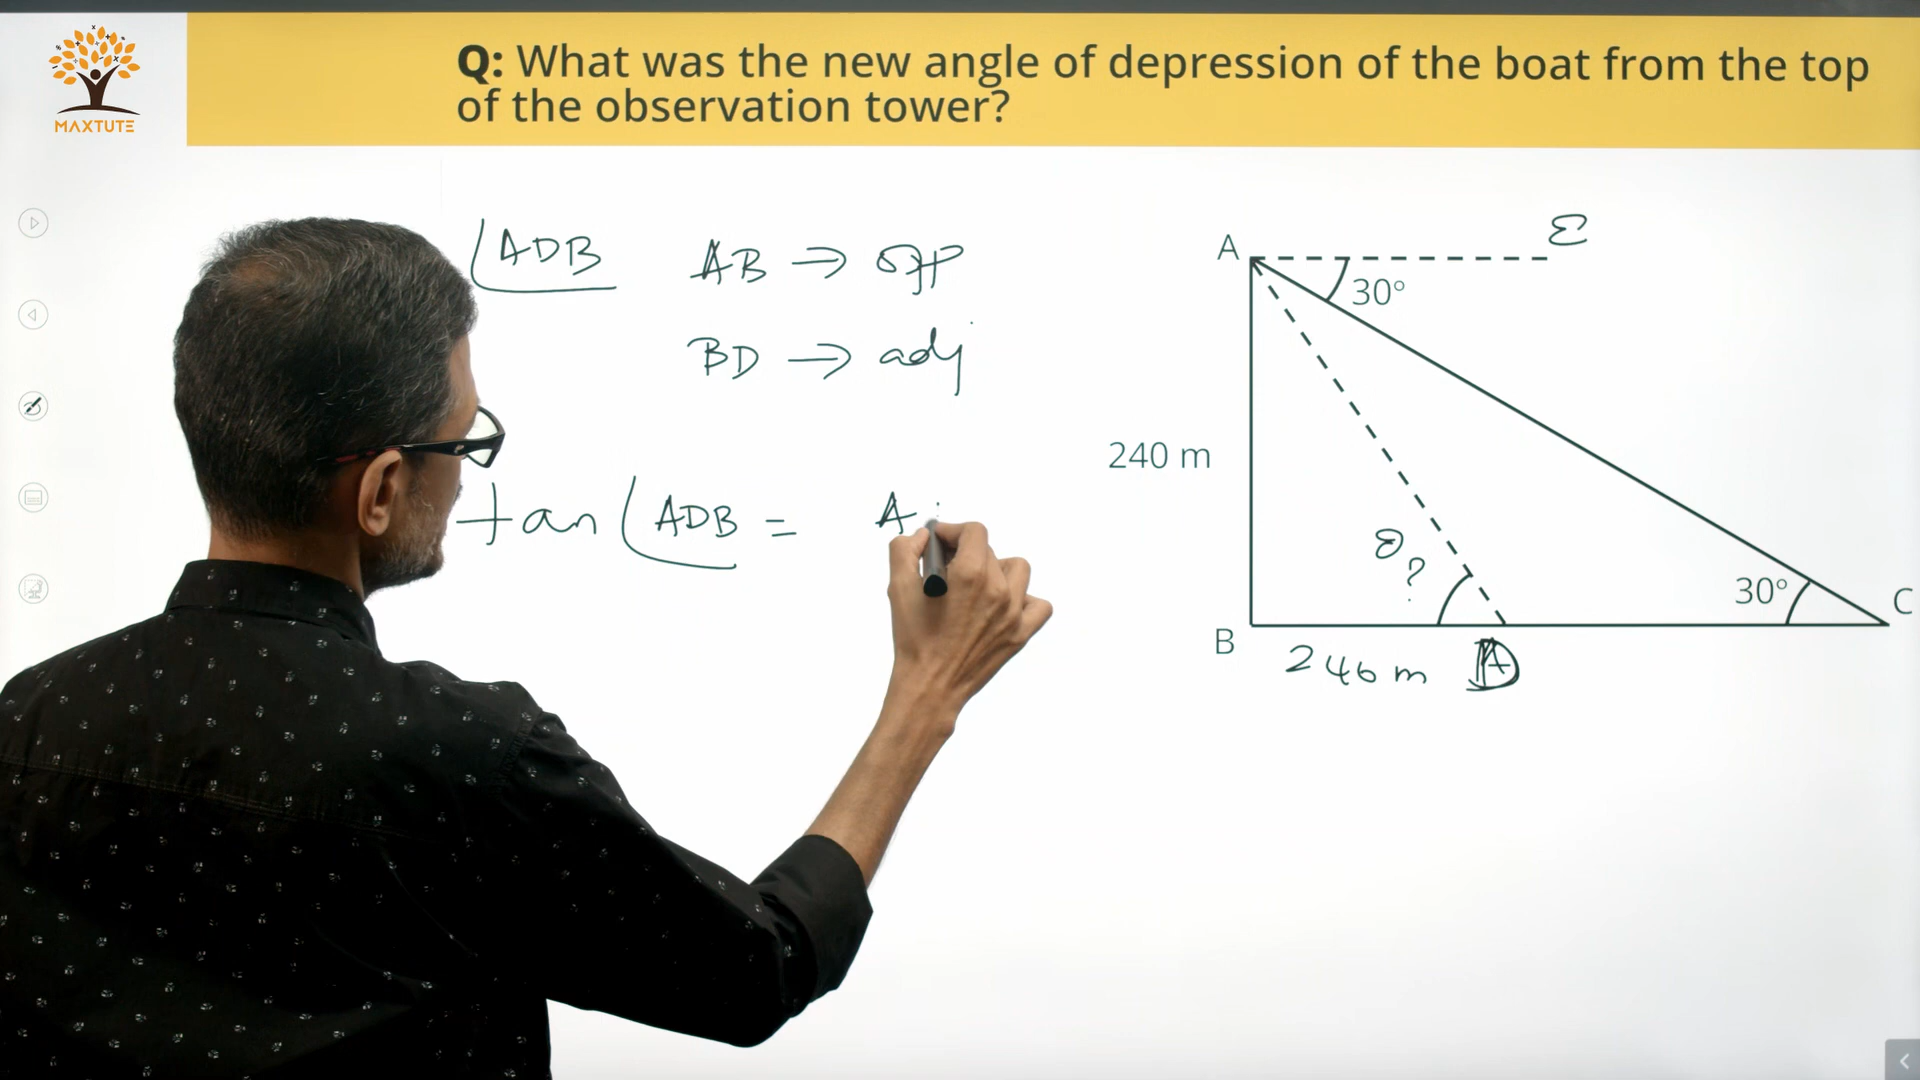 MAXTUTE
Q: What was the new angle of depression of the boat from the top
of the observation tower?
∠ADB AB → opp
BD → adj
tan ∠ADB = A
A
E
30°
240 m
θ
?
30°
C
B
246 m
D